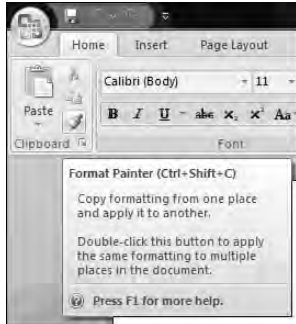 Home Insert Page Layout
Calibri (Body) 11
Paste
B I U abc X₂ X² Aa
Clipboard Font
Format Painter (Ctrl+Shift+C)
Copy formatting from one place
and apply it to another.
Double-click this button to apply
the same formatting to multiple
places in the document.
Press F1 for more help.